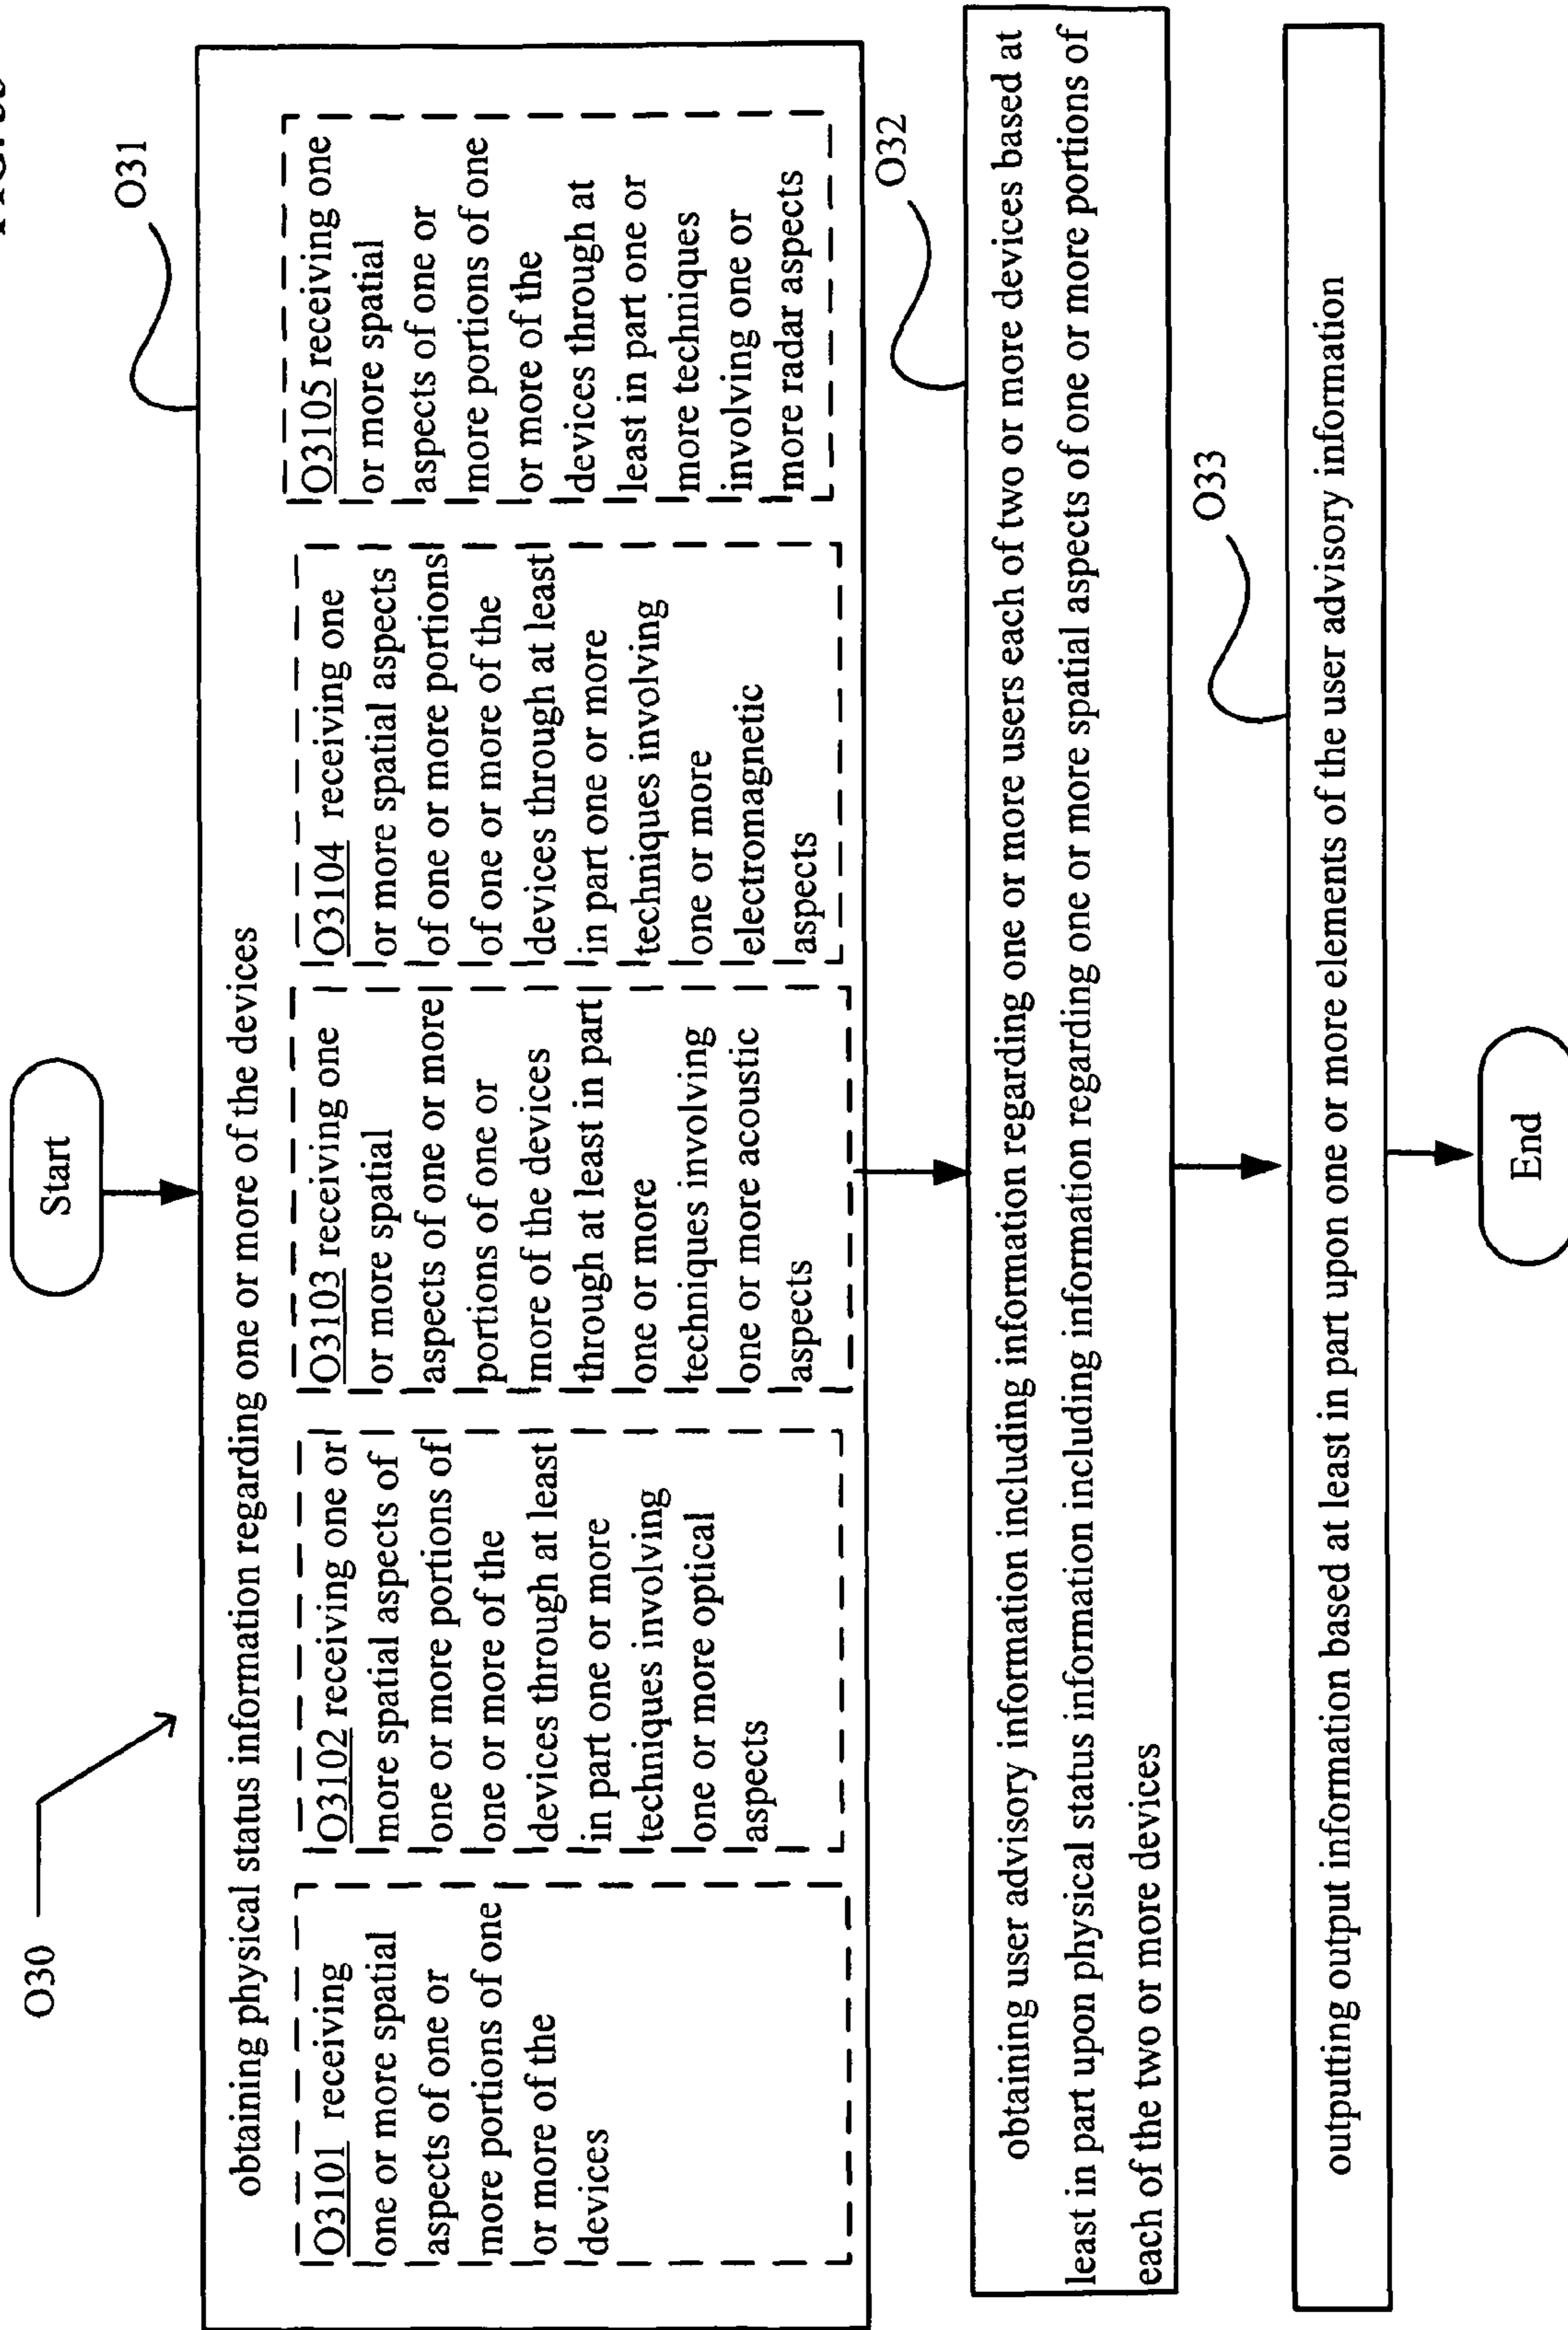 Start
O30
O31
obtaining physical status information regarding one or more of the devices
O3101 receiving
one or more spatial
aspects of one or
more portions of one
or more of the
devices
O3102 receiving one or
more spatial aspects of
one or more portions of
one or more of the
devices through at least
in part one or more
techniques involving
one or more optical
aspects
O3103 receiving one
or more spatial
aspects of one or more
portions of one or
more of the devices
through at least in part
one or more
techniques involving
one or more acoustic
aspects
O3104 receiving one
or more spatial aspects
of one or more portions
of one or more of the
devices through at least
in part one or more
techniques involving
one or more
electromagnetic
aspects
O3105 receiving one
or more spatial
aspects of one or
more portions of one
or more of the
devices through at
least in part one or
more techniques
involving one or
more radar aspects
O32
obtaining user advisory information including information regarding one or more users each of two or more devices based at
least in part upon physical status information including information regarding one or more spatial aspects of one or more portions of
each of the two or more devices
O33
outputting output information based at least in part upon one or more elements of the user advisory information
End